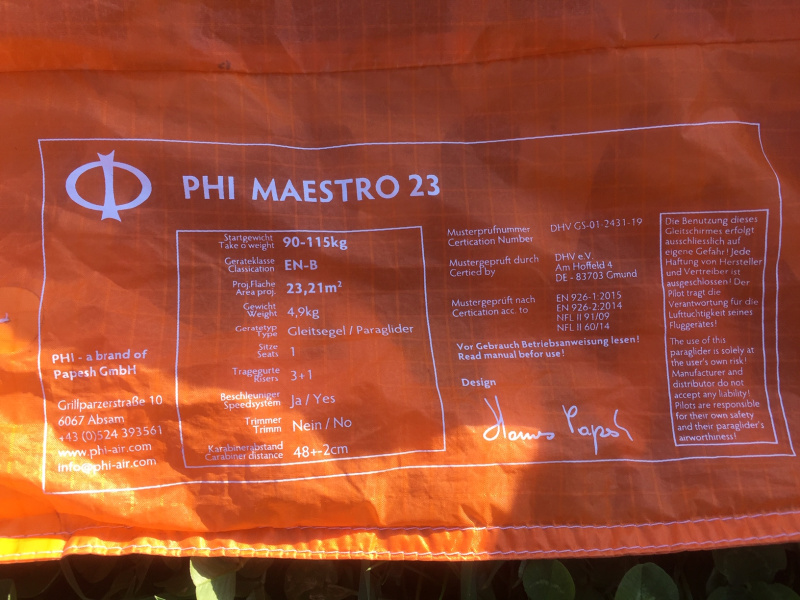 PHI MAESTRO 23
Startgewicht
Take o weight
90-115kg
Gerateklasse
Classication
EN-B
Proj.Flache
Area proj.
23,21m²
Gewicht
Weight
4,9kg
Geratetyp
Type
Gleitsegel / Paraglider
Sitze
Seats
1
Tragegurte
Risers
3+1
Beschleuniger
Speedsystem
Ja / Yes
Trimmer
Trimm
Nein / No
Karabinerabstand
Carabiner distance
48+-2cm
PHI - a brand of
Papesh GmbH
Grillparzerstraße 10
6067 Absam
+43 (0)524 393561
www.phi-air.com
info@phi-air.com
Musterprufnummer
Certication Number
DHV GS-01-2431-19
Mustergepruft durch
Certied by
DHV e.V.
Am Hoffeld 4
DE - 83703 Gmund
Mustergepruft nach
Certication acc. to
EN 926-1:2015
EN 926-2:2014
NFL II 91/09
NFL II 60/14
Vor Gebrauch Betriebsanweisung lesen!
Read manual befor use!
Design
Hannes Papesh
Die Benutzung dieses
Gleitschirmes erfolgt
ausschliesslich auf
eigene Gefahr! Jede
Haftung von Hersteller
und Vertreiber ist
ausgeschlossen! Der
Pilot tragt die
Verantwortung fur die
Lufttuchtigkeit seines
Fluggerates!
The use of this
paraglider is solely at
the user's own risk!
Manufacturer and
distributor do not
accept any liability!
Pilots are responsible
for their own safety
and their paraglider's
airworthiness!